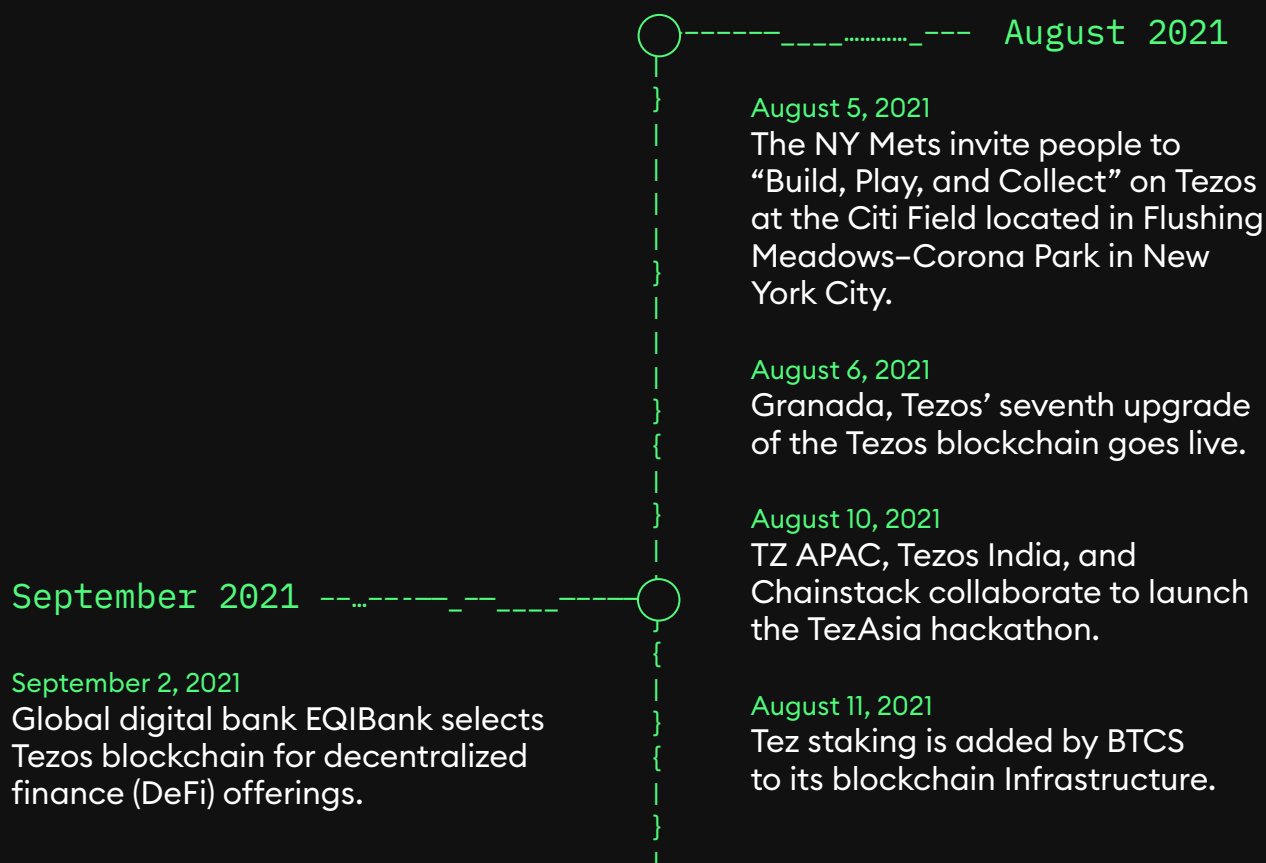 August 2021
August 5, 2021
The NY Mets invite people to
“Build, Play, and Collect” on Tezos
at the Citi Field located in Flushing
Meadows–Corona Park in New
York City.
August 6, 2021
Granada, Tezos’ seventh upgrade
of the Tezos blockchain goes live.
August 10, 2021
TZ APAC, Tezos India, and
Chainstack collaborate to launch
the TezAsia hackathon.
August 11, 2021
Tez staking is added by BTCS
to its blockchain Infrastructure.
September 2021
September 2, 2021
Global digital bank EQIBank selects
Tezos blockchain for decentralized
finance (DeFi) offerings.